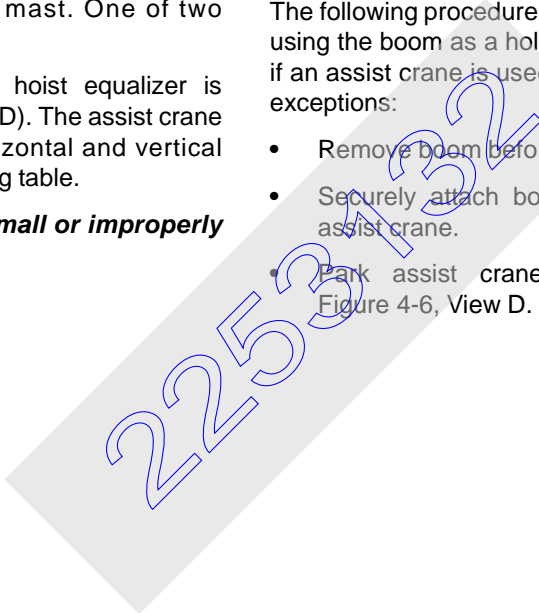 mast. One of two
hoist equalizer is
D). The assist crane
zontal and vertical
g table.
mall or improperly
The following procedure
using the boom as a hol
if an assist crane is used
exceptions:
• Remove boom befo
• Securely attach bo
assist crane.
• Park assist crane
Figure 4-6, View D.
2253132